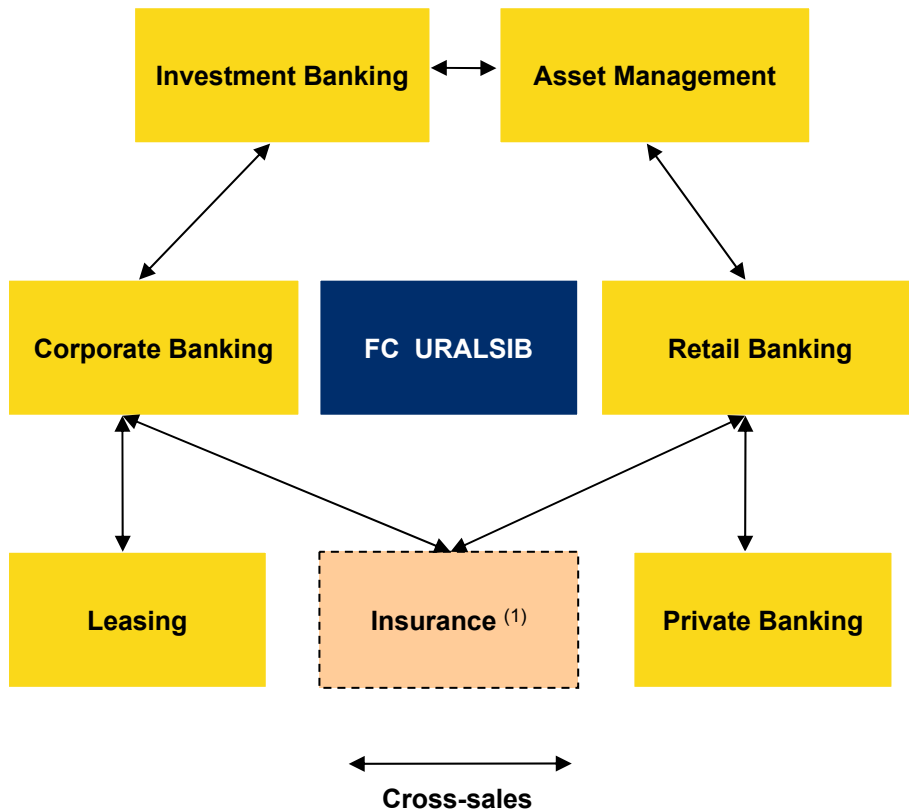 Investment Banking
Asset Management
Corporate Banking
FC URALSIB
Retail Banking
Leasing
Insurance (1)
Private Banking
Cross-sales